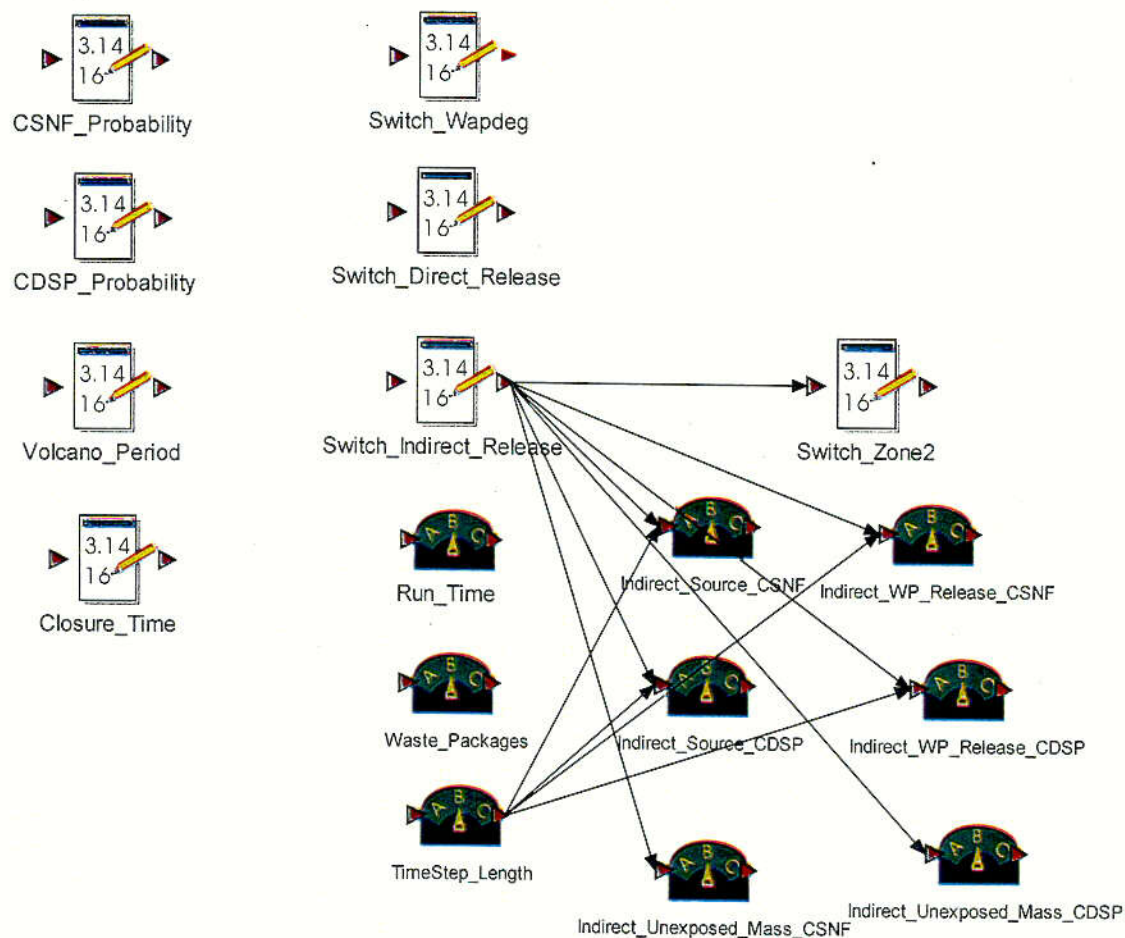 3.14
16
CSNF_Probability
3.14
16
Switch_Wapdeg
3.14
16
CDSP_Probability
3.14
16
Switch_Direct_Release
3.14
16
Volcano_Period
3.14
16
Switch_Indirect_Release
3.14
16
Switch_Zone2
3.14
16
Closure_Time
A B C
Run_Time
A B C
Indirect_Source_CSNF
A B C
Indirect_WP_Release_CSNF
A B C
Waste_Packages
A B C
Indirect_Source_CDSP
A B C
Indirect_WP_Release_CDSP
A B C
TimeStep_Length
A B C
Indirect_Unexposed_Mass_CSNF
A B C
Indirect_Unexposed_Mass_CDSP